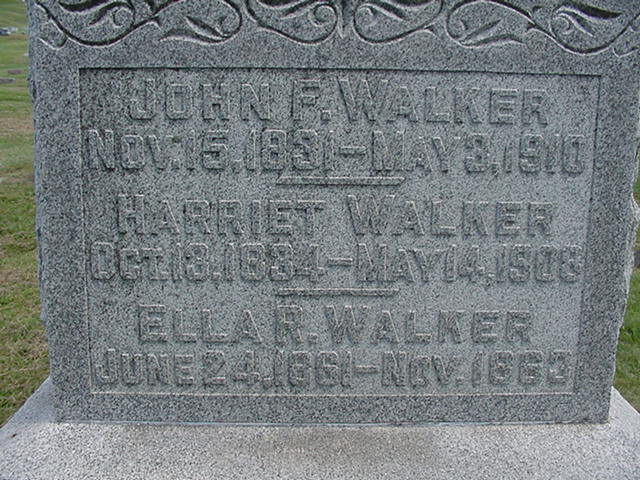 JOHN F. WALKER
NOV. 15, 1831–MAY 3, 1910
HARRIET WALKER
OCT. 13, 1834–MAY 14, 1908
ELLA R. WALKER
JUNE 24, 1861–NOV. 1863